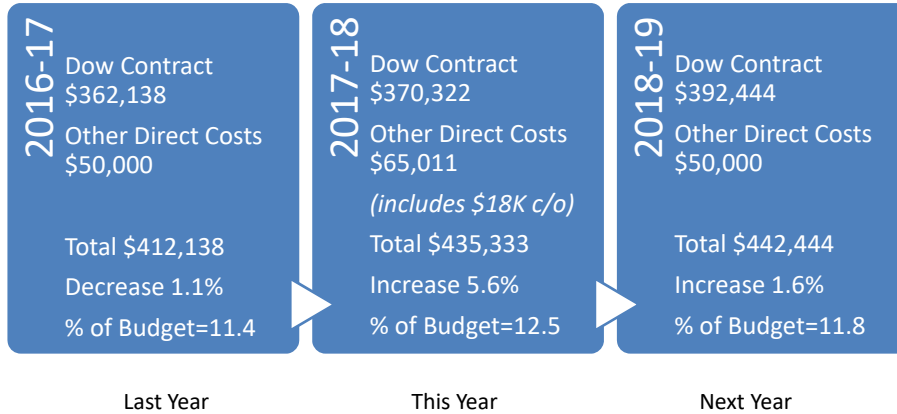 2016-17
Dow Contract
$362,138
Other Direct Costs
$50,000
Total $412,138
Decrease 1.1%
% of Budget=11.4
2017-18
Dow Contract
$370,322
Other Direct Costs
$65,011
(includes $18K c/o)
Total $435,333
Increase 5.6%
% of Budget=12.5
2018-19
Dow Contract
$392,444
Other Direct Costs
$50,000
Total $442,444
Increase 1.6%
% of Budget=11.8
Last Year
This Year
Next Year